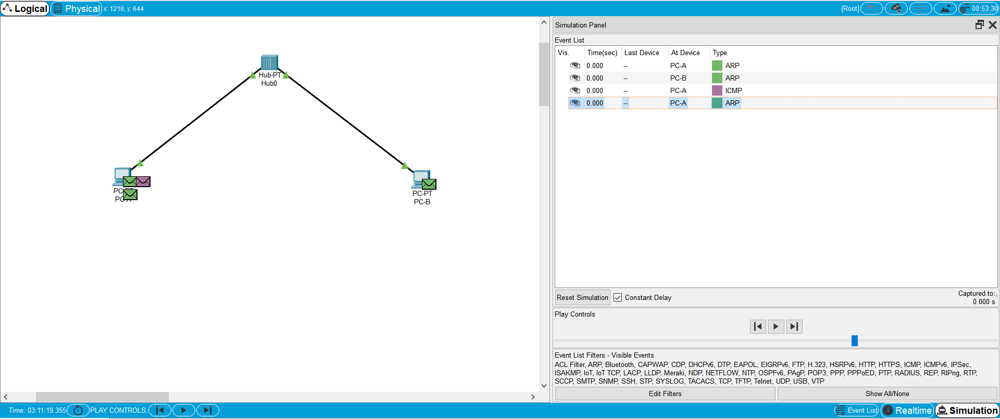 Logical Physical x: 1218, y: 644 [Root] 00:53:30
Hub-PT
Hub0
PC-PT
PC-A
PC-PT
PC-B
Simulation Panel
Event List
Vis. Time(sec) Last Device At Device Type
0.000 -- PC-A ARP
0.000 -- PC-B ARP
0.000 -- PC-A ICMP
0.000 -- PC-A ARP
Reset Simulation Constant Delay Captured to:
0.000 s
Play Controls
Event List Filters - Visible Events
ACL Filter, ARP, Bluetooth, CAPWAP, CDP, DHCPv6, DTP, EAPOL, EIGRPv6, FTP, H.323, HSRPv6, HTTP, HTTPS, ICMP, ICMPv6, IPSec,
ISAKMP, IoT, IoT TCP, LACP, LLDP, Meraki, NDP, NETFLOW, NTP, OSPFv6, PAgP, POP3, PPP, PPPoED, PTP, RADIUS, REP, RIPng, RTP,
SCCP, SMTP, SNMP, SSH, STP, SYSLOG, TACACS, TCP, TFTP, Telnet, UDP, USB, VTP
Edit Filters Show All/None
Time: 03:11:19.355 PLAY CONTROLS: Event List Realtime Simulation